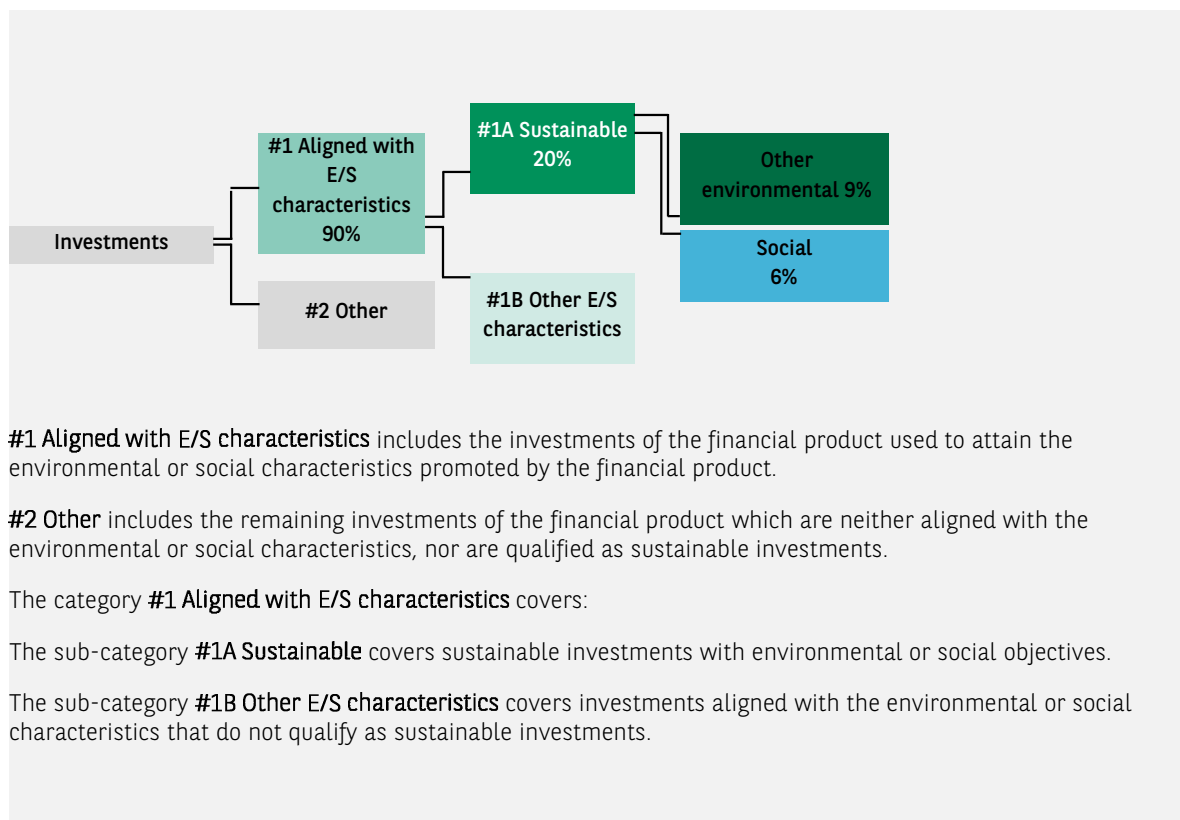 #1A Sustainable
20%
#1 Aligned with
E/S
characteristics
90%
Other
environmental 9%
Investments
Social
6%
#2 Other
#1B Other E/S
characteristics
#1 Aligned with E/S characteristics includes the investments of the financial product used to attain the
environmental or social characteristics promoted by the financial product.
#2 Other includes the remaining investments of the financial product which are neither aligned with the
environmental or social characteristics, nor are qualified as sustainable investments.
The category #1 Aligned with E/S characteristics covers:
The sub-category #1A Sustainable covers sustainable investments with environmental or social objectives.
The sub-category #1B Other E/S characteristics covers investments aligned with the environmental or social
characteristics that do not qualify as sustainable investments.